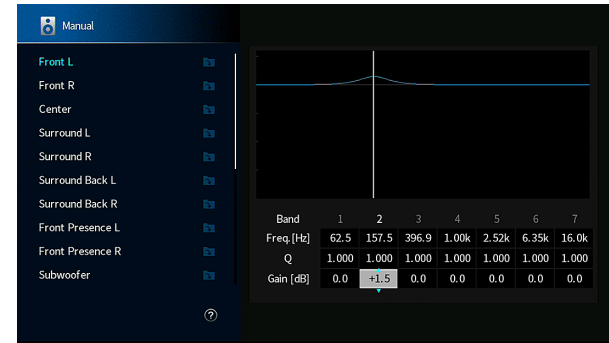 Manual
Front L
Front R
Center
Surround L
Surround R
Surround Back L
Surround Back R
Front Presence L
Front Presence R
Subwoofer
?
Band 1 2 3 4 5 6 7
Freq.[Hz] 62.5 157.5 396.9 1.00k 2.52k 6.35k 16.0k
Q 1.000 1.000 1.000 1.000 1.000 1.000 1.000
Gain [dB] 0.0 +1.5 0.0 0.0 0.0 0.0 0.0